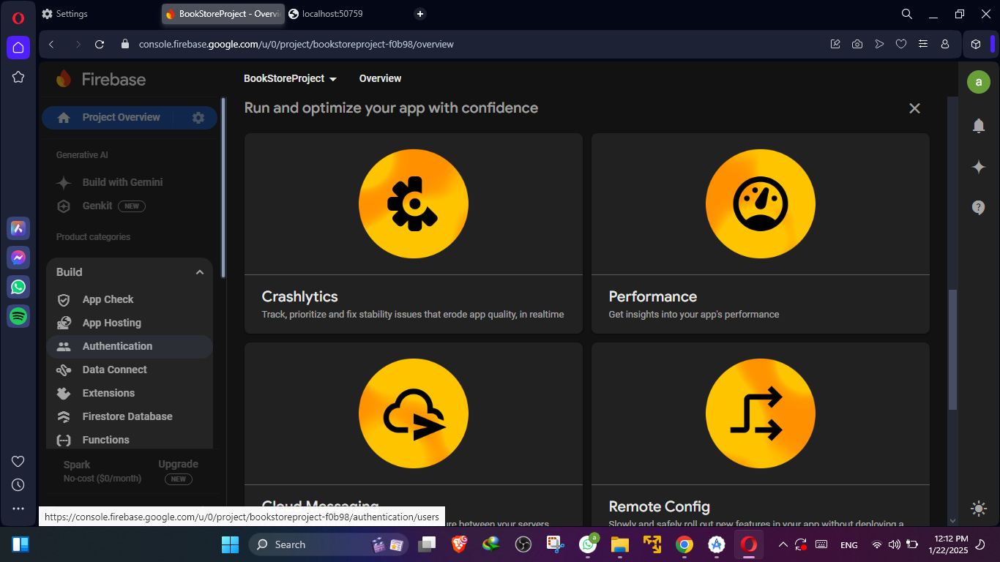 Settings
BookStoreProject - Overvi
localhost:50759
console.firebase.google.com/u/0/project/bookstoreproject-f0b98/overview
Firebase
BookStoreProject
Overview
a
Run and optimize your app with confidence
Project Overview
Generative AI
Build with Gemini
Genkit
NEW
Product categories
Build
App Check
App Hosting
Authentication
Data Connect
Extensions
Firestore Database
Functions
Spark
No-cost ($0/month)
Upgrade
NEW
Crashlytics
Track, prioritize and fix stability issues that erode app quality, in realtime
Performance
Get insights into your app's performance
Cloud Messaging
between your servers
Remote Config
Slowly and safely roll out new features in your app without deploying a
https://console.firebase.google.com/u/0/project/bookstoreproject-f0b98/authentication/users
Search
a
ENG
12:12 PM
1/22/2025